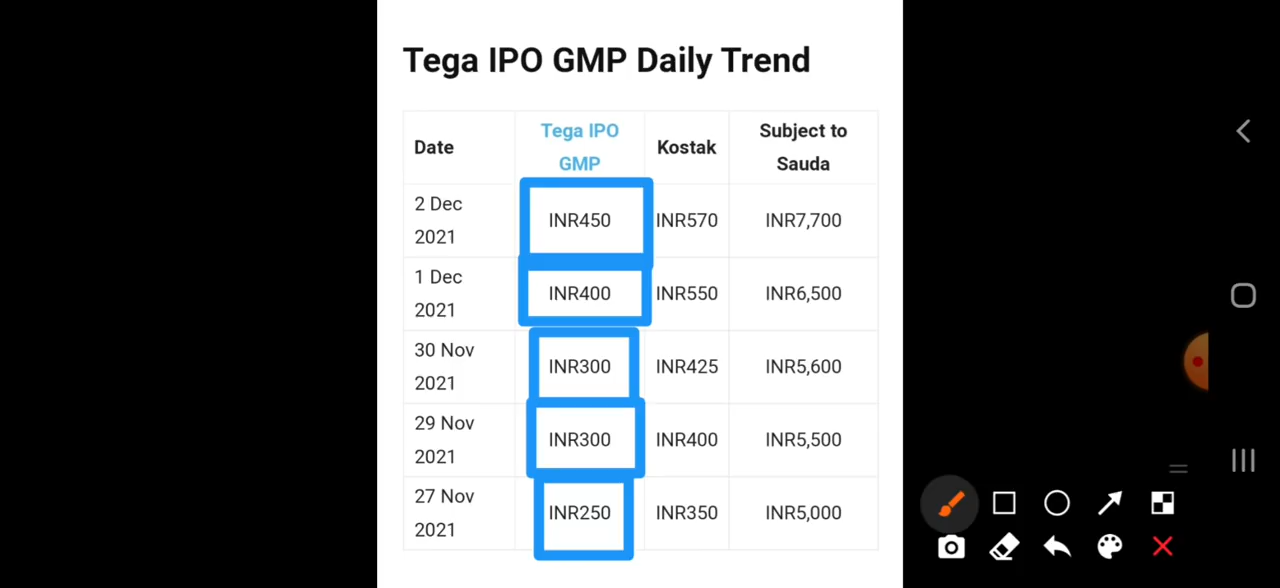 Tega IPO GMP Daily Trend
Date Tega IPO GMP Kostak Subject to Sauda
2 Dec 2021 INR450 INR570 INR7,700
1 Dec 2021 INR400 INR550 INR6,500
30 Nov 2021 INR300 INR425 INR5,600
29 Nov 2021 INR300 INR400 INR5,500
27 Nov 2021 INR250 INR350 INR5,000